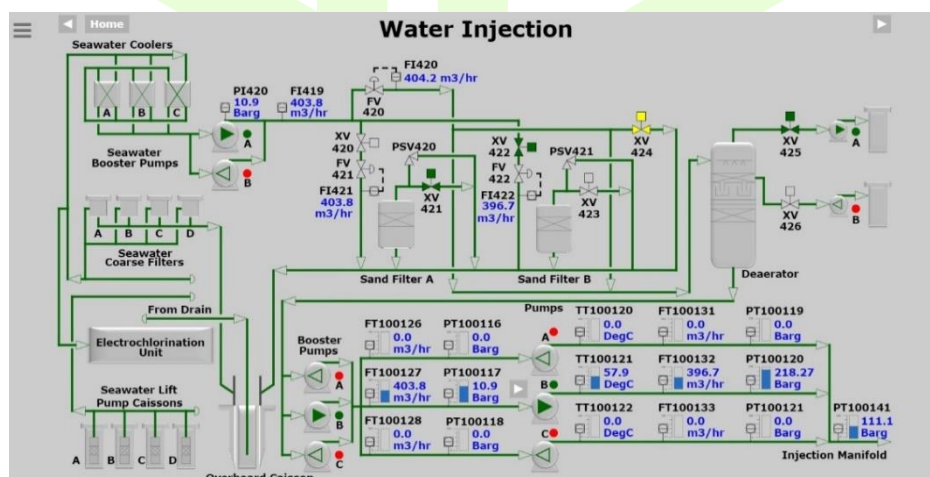 Home
Water Injection
Seawater Coolers
A
B
C
PI420
10.9
Barg
FI419
403.8
m3/hr
A
B
Seawater
Booster Pumps
FI420
404.2 m3/hr
FV
420
XV
420
FV
421
FI421
403.8
m3/hr
PSV420
XV
421
XV
422
FV
422
FI422
396.7
m3/hr
PSV421
XV
423
XV
424
XV
425
A
XV
426
B
A
B
C
D
Seawater
Coarse Filters
Sand Filter A
Sand Filter B
Deaerator
From Drain
Electrochlorination
Unit
Seawater Lift
Pump Caissons
A
B
C
D
Overboard Caisson
Booster
Pumps
A
B
C
FT100126
0.0
m3/hr
PT100116
0.0
Barg
FT100127
403.8
m3/hr
PT100117
10.9
Barg
FT100128
0.0
m3/hr
PT100118
0.0
Barg
Pumps
A
B
C
TT100120
0.0
DegC
FT100131
0.0
m3/hr
PT100119
0.0
Barg
TT100121
57.9
DegC
FT100132
396.7
m3/hr
PT100120
218.27
Barg
TT100122
0.0
DegC
FT100133
0.0
m3/hr
PT100121
0.0
Barg
PT100141
111.1
Barg
Injection Manifold